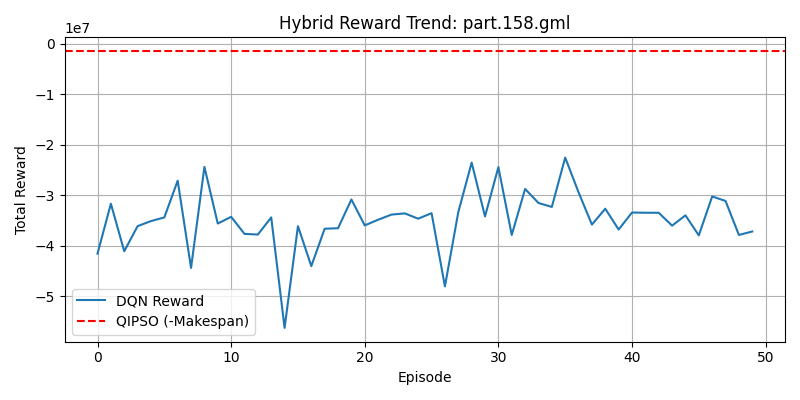 Hybrid Reward Trend: part.158.gml
1e7
0
−1
−2
−3
−4
−5
Total Reward
DQN Reward
QIPSO (-Makespan)
0 10 20 30 40 50
Episode